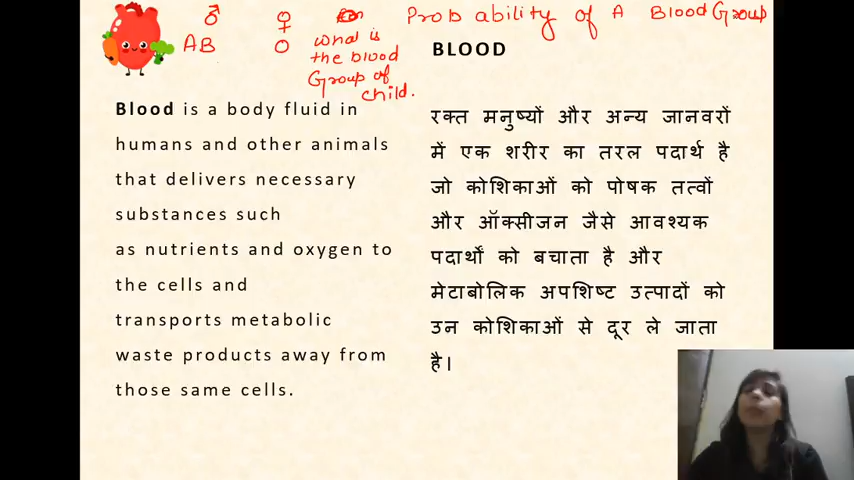 Probability of A Blood Group
♂ ♀
AB O What is
the blood
Group of
child.
BLOOD
Blood is a body fluid in
humans and other animals
that delivers necessary
substances such
as nutrients and oxygen to
the cells and
transports metabolic
waste products away from
those same cells.
रक्त मनुष्यों और अन्य जानवरों
में एक शरीर का तरल पदार्थ है
जो कोशिकाओं को पोषक तत्वों
और ऑक्सीजन जैसे आवश्यक
पदार्थों को बचाता है और
मेटाबोलिक अपशिष्ट उत्पादों को
उन कोशिकाओं से दूर ले जाता
है।